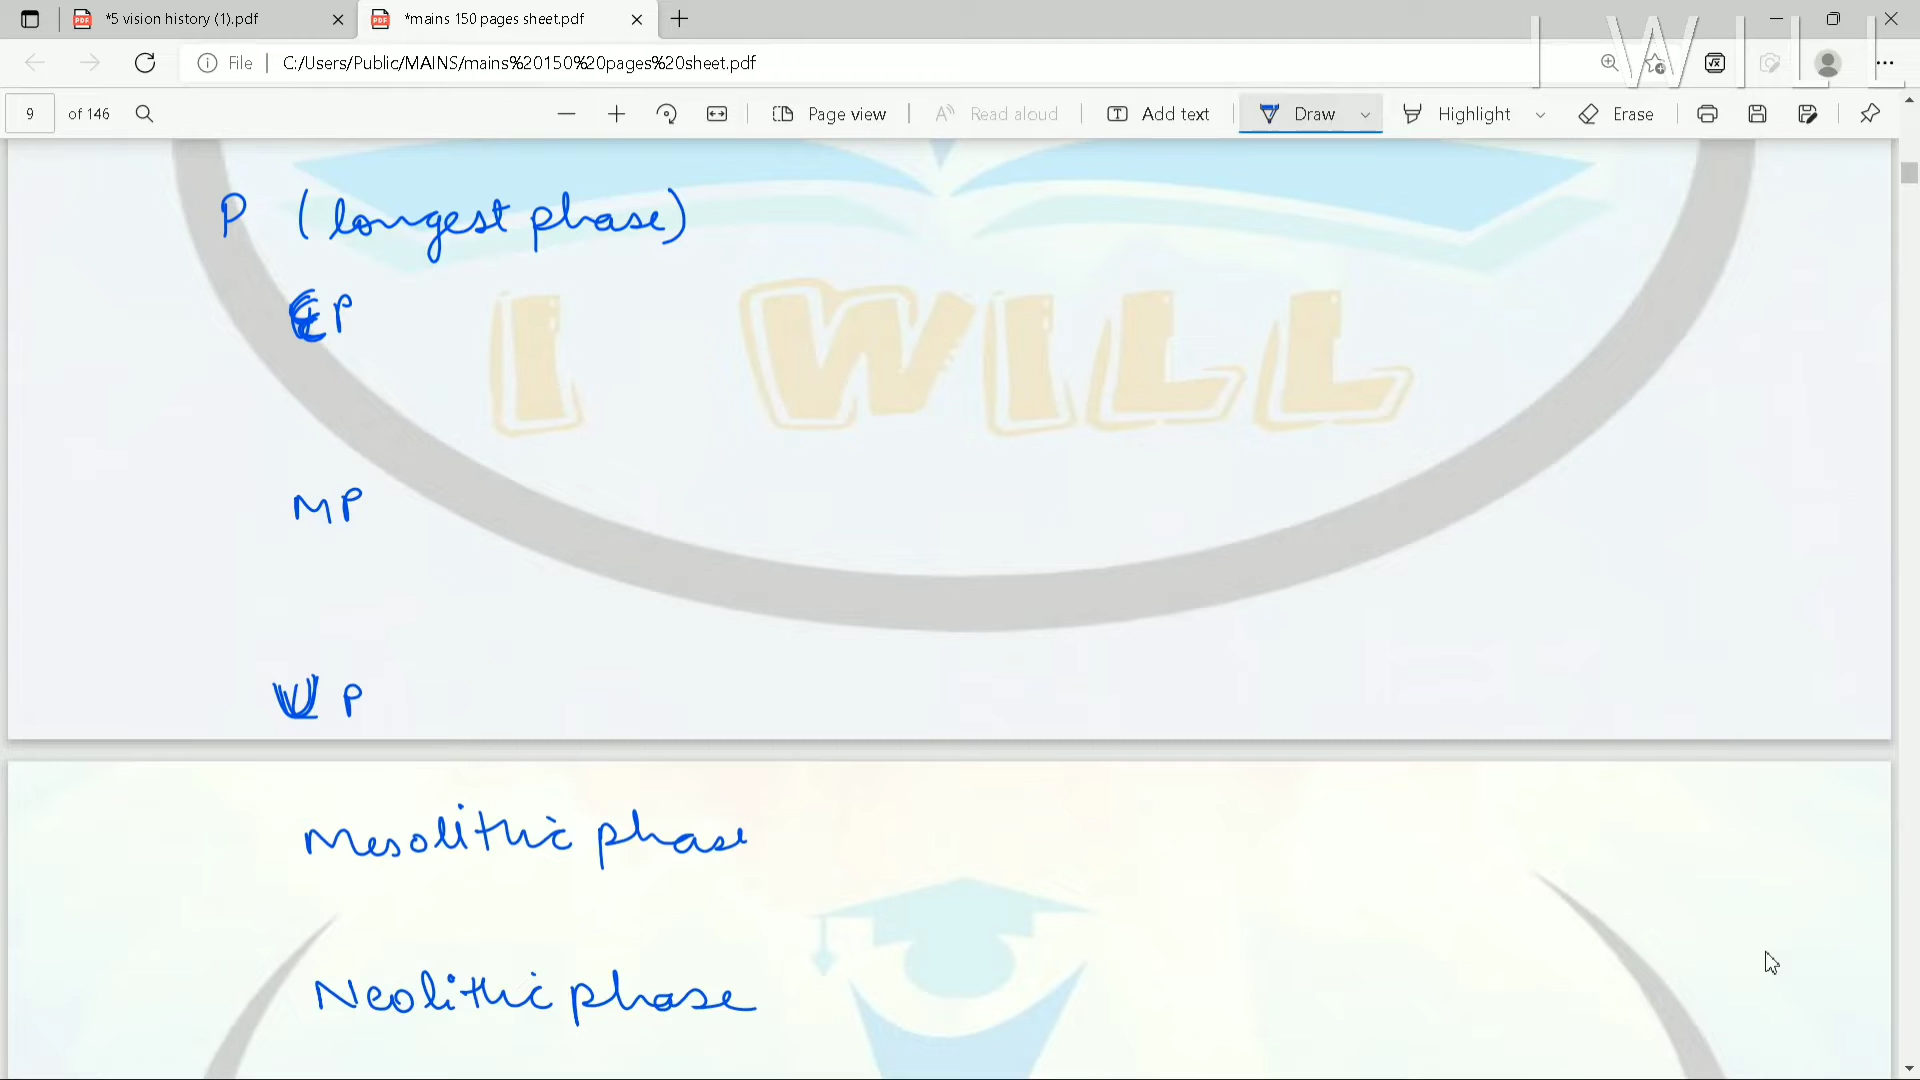 *5 vision history (1).pdf
*mains 150 pages sheet.pdf
I WILL
File C:/Users/Public/MAINS/mains%20150%20pages%20sheet.pdf
9 of 146 Page view Read aloud Add text Draw Highlight Erase
P (longest phase)
EP
I WILL
MP
U P
Mesolithic phase
Neolithic phase